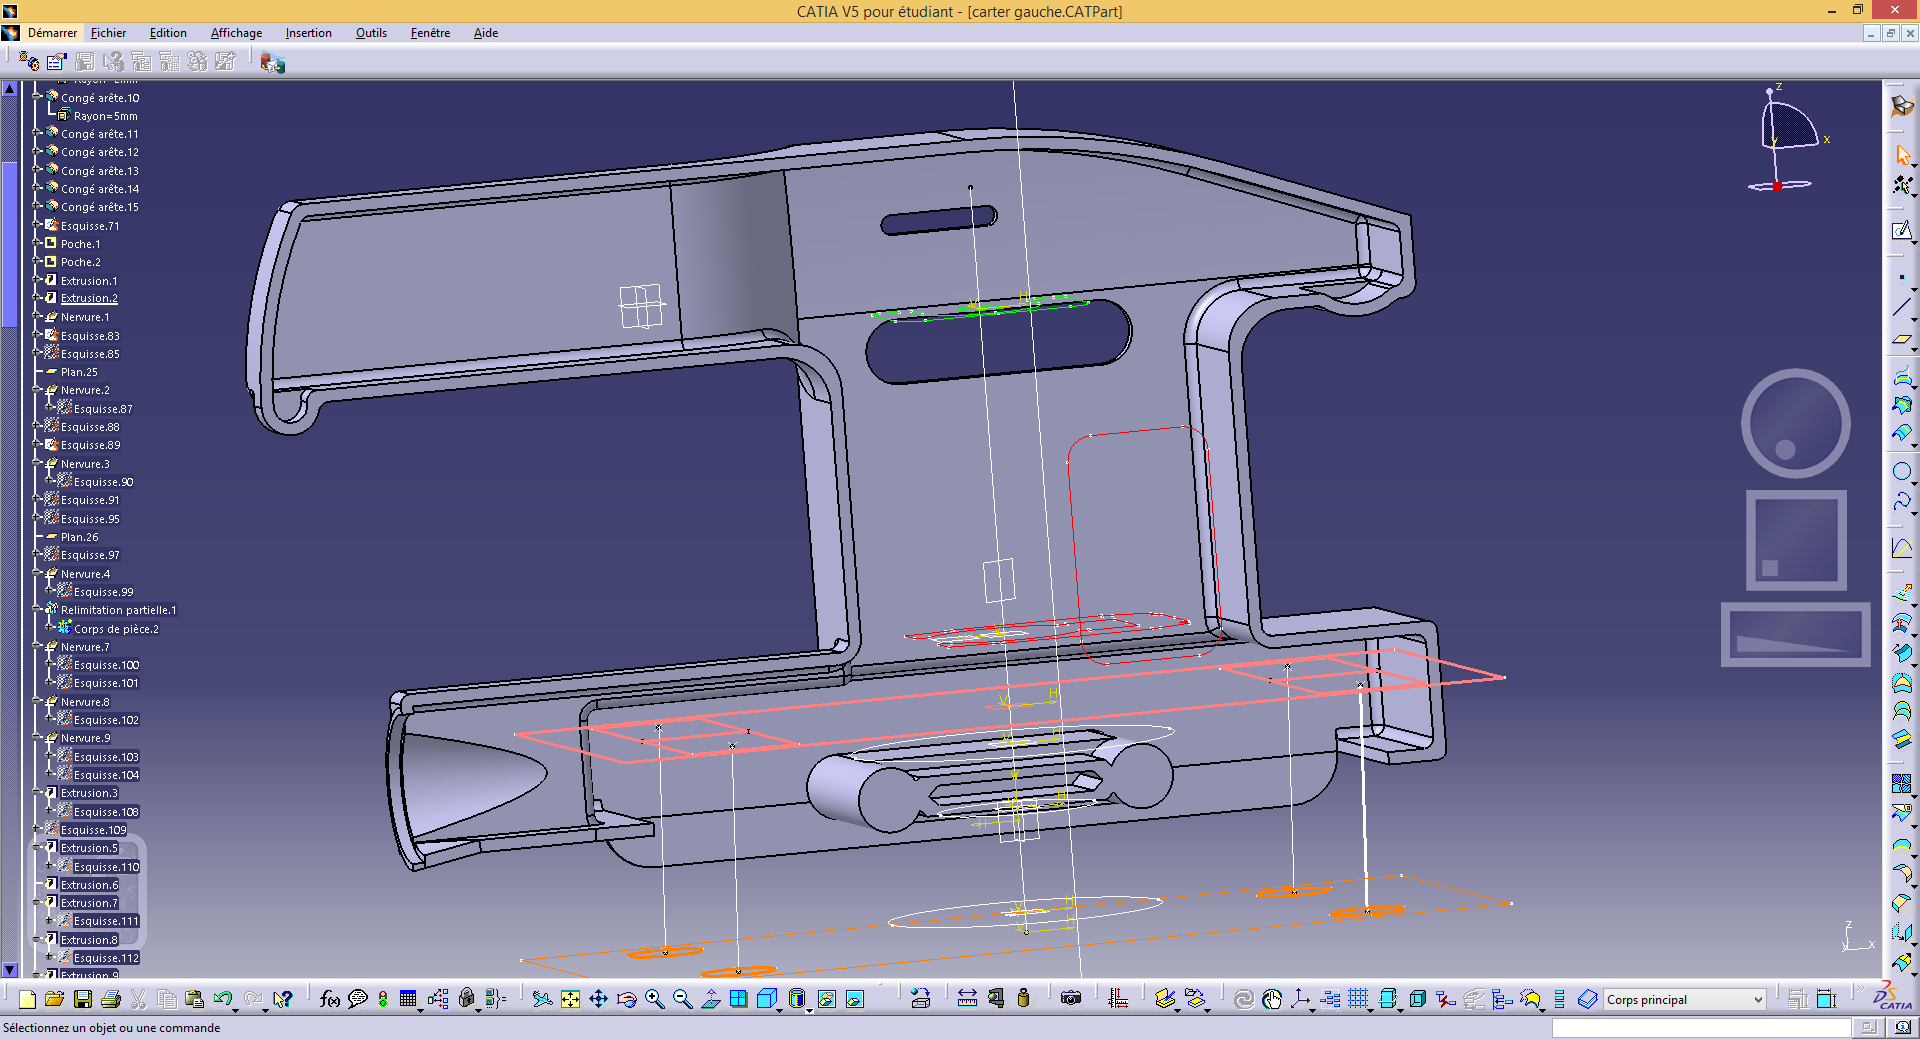 CATIA V5 pour étudiant - [carter gauche.CATPart]
Démarrer Fichier Edition Affichage Insertion Outils Fenêtre Aide
Rayon=2mm
Congé arête.10
Rayon=5mm
Congé arête.11
Congé arête.12
Congé arête.13
Congé arête.14
Congé arête.15
Esquisse.71
Poche.1
Poche.2
Extrusion.1
Extrusion.2
Nervure.1
Esquisse.83
Esquisse.85
Plan.25
Nervure.2
Esquisse.87
Esquisse.88
Esquisse.89
Nervure.3
Esquisse.90
Esquisse.91
Esquisse.95
Plan.26
Esquisse.97
Nervure.4
Esquisse.99
Relimitation partielle.1
Corps de pièce.2
Nervure.7
Esquisse.100
Esquisse.101
Nervure.8
Esquisse.102
Nervure.9
Esquisse.103
Esquisse.104
Extrusion.3
Esquisse.108
Esquisse.109
Extrusion.5
Esquisse.110
Extrusion.6
Extrusion.7
Esquisse.111
Extrusion.8
Esquisse.112
Extrusion.9
z
x
y
V H
V
V H
V H
V
V H
V H
V H
z
y x
f(x)
Corps principal
CATIA
Sélectionnez un objet ou une commande